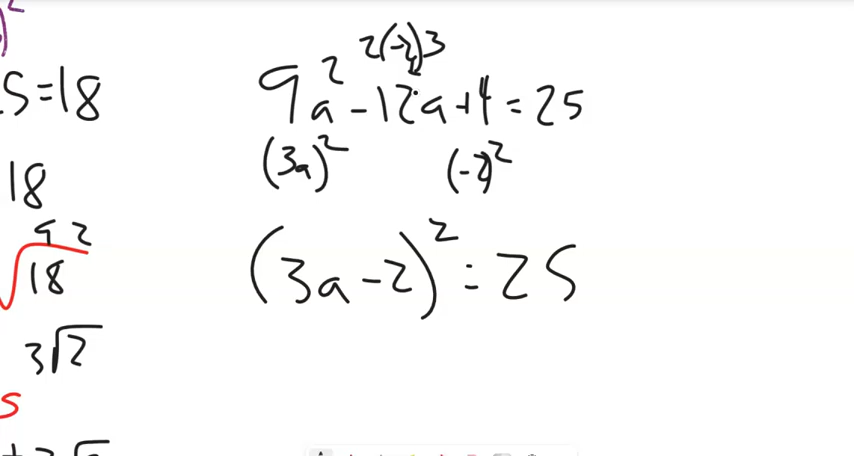 5=18
18
9 2
√18
3√2
s
2(-2)3
9a² - 12a + 4 = 25
(3a)² (-2)²
(3a - 2)² = 25